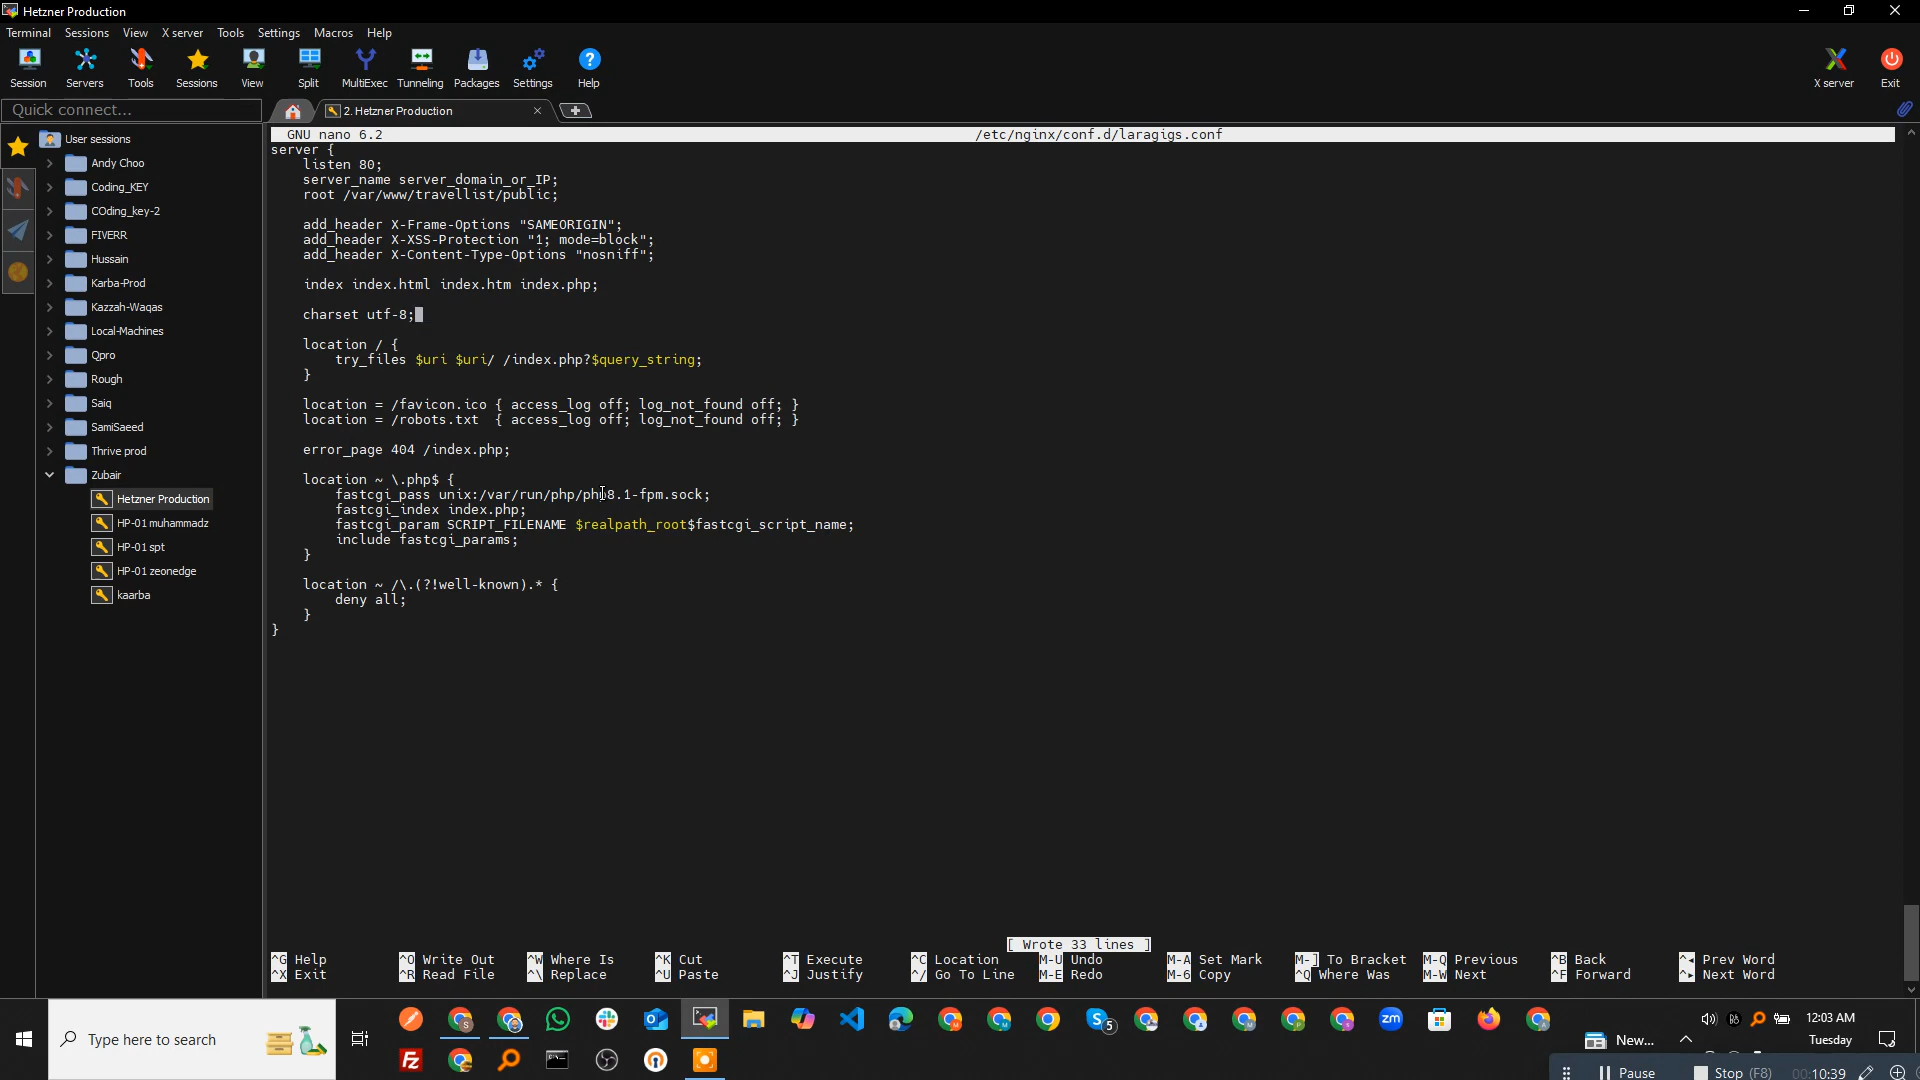 Hetzner Production
Terminal Sessions View X server Tools Settings Macros Help
Session Servers Tools Sessions View Split MultiExec Tunneling Packages Settings Help X server Exit
Quick connect...
2. Hetzner Production
User sessions
Andy Choo
Coding_KEY
COding_key-2
FIVERR
Hussain
Karba-Prod
Kazzah-Waqas
Local-Machines
Qpro
Rough
Saiq
SamiSaeed
Thrive prod
Zubair
Hetzner Production
HP-01 muhammadz
HP-01 spt
HP-01 zeonedge
kaarba
GNU nano 6.2 /etc/nginx/conf.d/laragigs.conf
server {
listen 80;
server_name server_domain_or_IP;
root /var/www/travellist/public;
add_header X-Frame-Options "SAMEORIGIN";
add_header X-XSS-Protection "1; mode=block";
add_header X-Content-Type-Options "nosniff";
index index.html index.htm index.php;
charset utf-8;
location / {
try_files $uri $uri/ /index.php?$query_string;
}
location = /favicon.ico { access_log off; log_not_found off; }
location = /robots.txt  { access_log off; log_not_found off; }
error_page 404 /index.php;
location ~ \.php$ {
fastcgi_pass unix:/var/run/php/php8.1-fpm.sock;
fastcgi_index index.php;
fastcgi_param SCRIPT_FILENAME $realpath_root$fastcgi_script_name;
include fastcgi_params;
}
location ~ /\.(?!well-known).* {
deny all;
}
}
[ Wrote 33 lines ]
^G Help ^O Write Out ^W Where Is ^K Cut ^T Execute ^C Location M-U Undo M-A Set Mark M-] To Bracket M-Q Previous ^B Back ^◂ Prev Word
^X Exit ^R Read File ^\ Replace ^U Paste ^J Justify ^/ Go To Line M-E Redo M-6 Copy ^Q Where Was M-W Next ^F Forward ^▸ Next Word
Type here to search
5
zm
12:03 AM
New...
Tuesday
Pause Stop (F8) 00:10:39